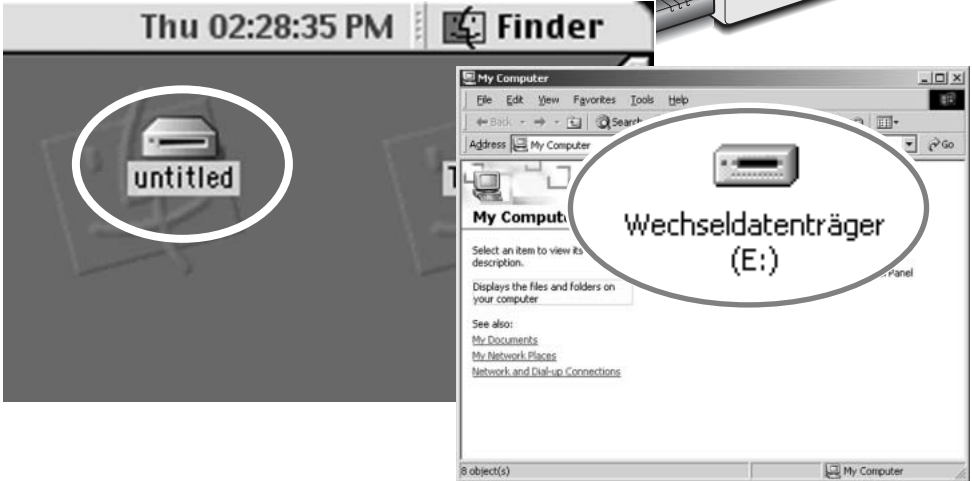 Thu 02:28:35 PM Finder
untitled
My Computer
File Edit View Favorites Tools Help
Back Search
Address My Computer Go
Wechseldatenträger
(E:)
My Comput
Select an item to view its
description.
Panel
Displays the files and folders on
your computer
See also:
My Documents
My Network Places
Network and Dial-up Connections
8 object(s) My Computer